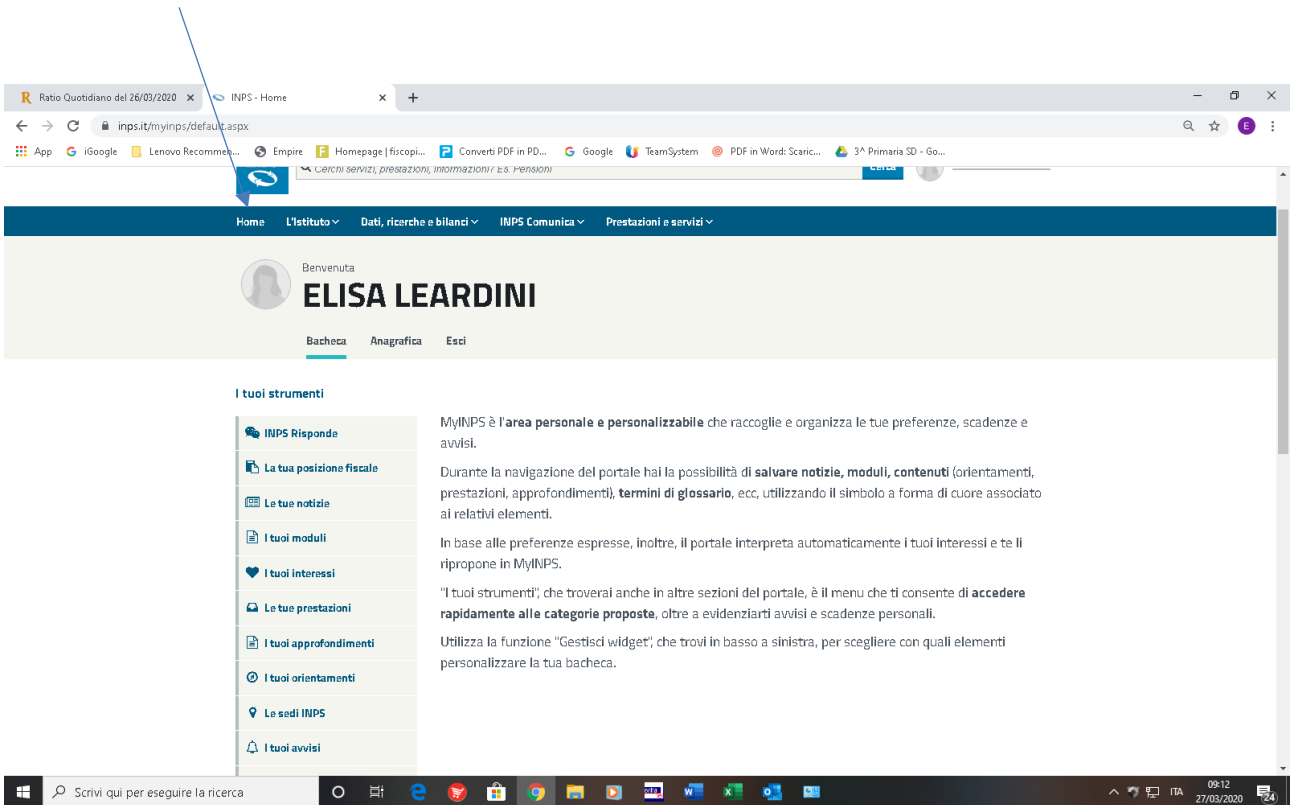 Ratio Quotidiano del 26/03/2020
INPS - Home
inps.it/myinps/default.aspx
E
App
iGoogle
Lenovo Recommen...
Empire
Homepage | fiscopi...
Converti PDF in PD...
Google
TeamSystem
PDF in Word: Scaric...
3^ Primaria SD - Go...
Cerchi servizi, prestazioni, informazioni? Es. Pensioni
Cerca
Home L'Istituto Dati, ricerche e bilanci INPS Comunica Prestazioni e servizi
Benvenuta
ELISA LEARDINI
Bacheca Anagrafica Esci
I tuoi strumenti
INPS Risponde
La tua posizione fiscale
Le tue notizie
I tuoi moduli
I tuoi interessi
Le tue prestazioni
I tuoi approfondimenti
I tuoi orientamenti
Le sedi INPS
I tuoi avvisi
MyINPS è l'area personale e personalizzabile che raccoglie e organizza le tue preferenze, scadenze e
avvisi.
Durante la navigazione del portale hai la possibilità di salvare notizie, moduli, contenuti (orientamenti,
prestazioni, approfondimenti), termini di glossario, ecc, utilizzando il simbolo a forma di cuore associato
ai relativi elementi.
In base alle preferenze espresse, inoltre, il portale interpreta automaticamente i tuoi interessi e te li
ripropone in MyINPS.
"I tuoi strumenti", che troverai anche in altre sezioni del portale, è il menu che ti consente di accedere
rapidamente alle categorie proposte, oltre a evidenziarti avvisi e scadenze personali.
Utilizza la funzione "Gestisci widget", che trovi in basso a sinistra, per scegliere con quali elementi
personalizzare la tua bacheca.
Scrivi qui per eseguire la ricerca
ITA
09:12
27/03/2020
24